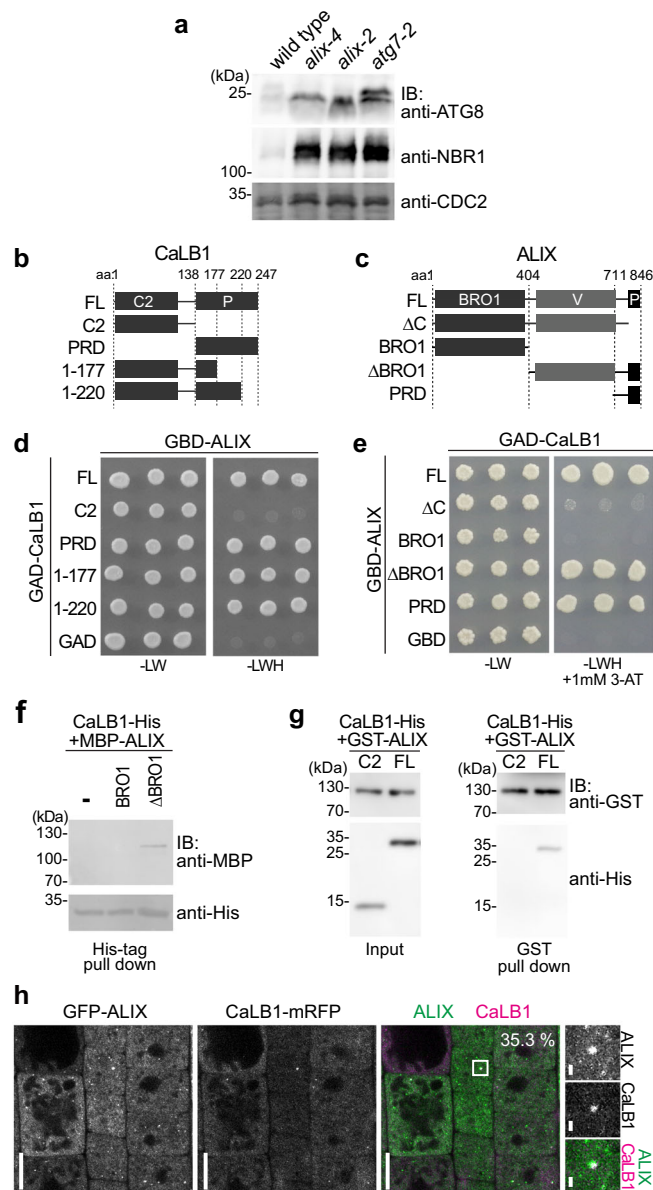 a
wild type
alix-4
alix-2
atg7-2
(kDa)
25-
IB:
anti-ATG8
anti-NBR1
100-
35-
anti-CDC2
b
CaLB1
aa:1 138 177 220 247
FL C2 P
C2
PRD
1-177
1-220
c
ALIX
aa:1 404 711 846
FL BRO1 V P
ΔC
BRO1
ΔBRO1
PRD
d
GBD-ALIX
GAD-CaLB1
FL
C2
PRD
1-177
1-220
GAD
-LW -LWH
e
GAD-CaLB1
GBD-ALIX
FL
ΔC
BRO1
ΔBRO1
PRD
GBD
-LW -LWH
+1mM 3-AT
f
CaLB1-His
+MBP-ALIX
- BRO1 ΔBRO1
(kDa)
130-
100-
70-
35-
IB:
anti-MBP
anti-His
His-tag
pull down
g
CaLB1-His
+GST-ALIX
C2 FL
(kDa)
130-
70-
35-
25-
15-
Input
CaLB1-His
+GST-ALIX
C2 FL
(kDa)
130-
70-
35-
25-
15-
IB:
anti-GST
anti-His
GST
pull down
h
GFP-ALIX
CaLB1-mRFP
ALIX CaLB1
35.3 %
ALIX
CaLB1
ALIX
CaLB1